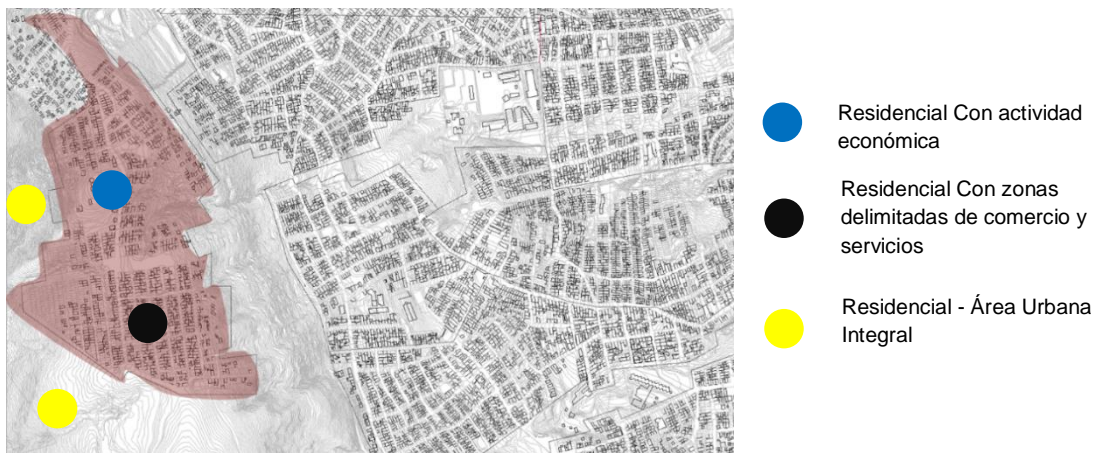 Residencial Con actividad
económica
Residencial Con zonas
delimitadas de comercio y
servicios
Residencial - Área Urbana
Integral